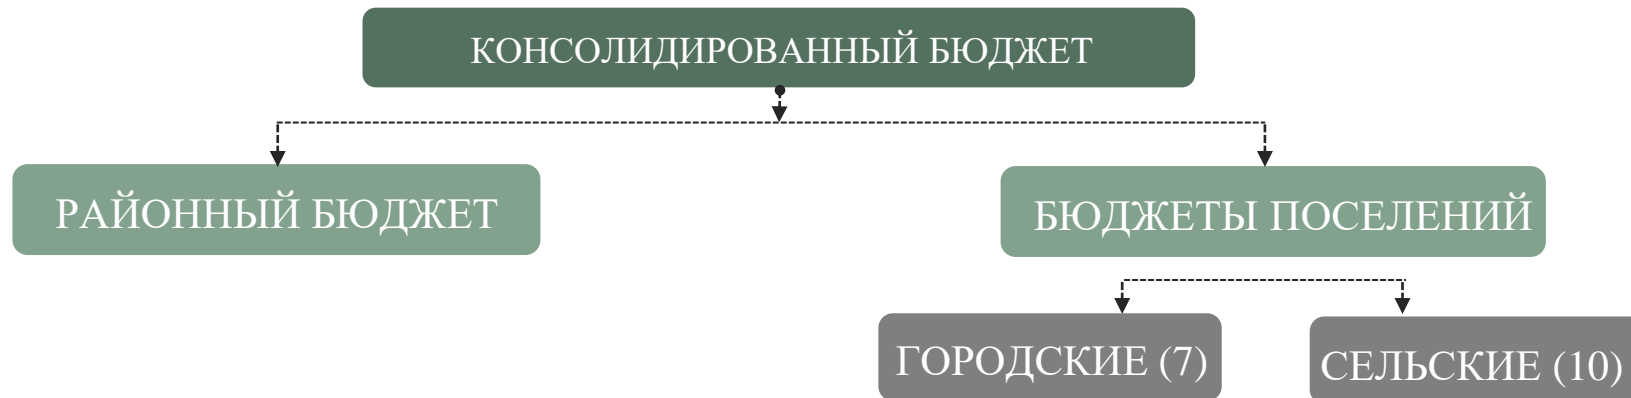 КОНСОЛИДИРОВАННЫЙ БЮДЖЕТ
РАЙОННЫЙ БЮДЖЕТ
БЮДЖЕТЫ ПОСЕЛЕНИЙ
ГОРОДСКИЕ (7)
СЕЛЬСКИЕ (10)